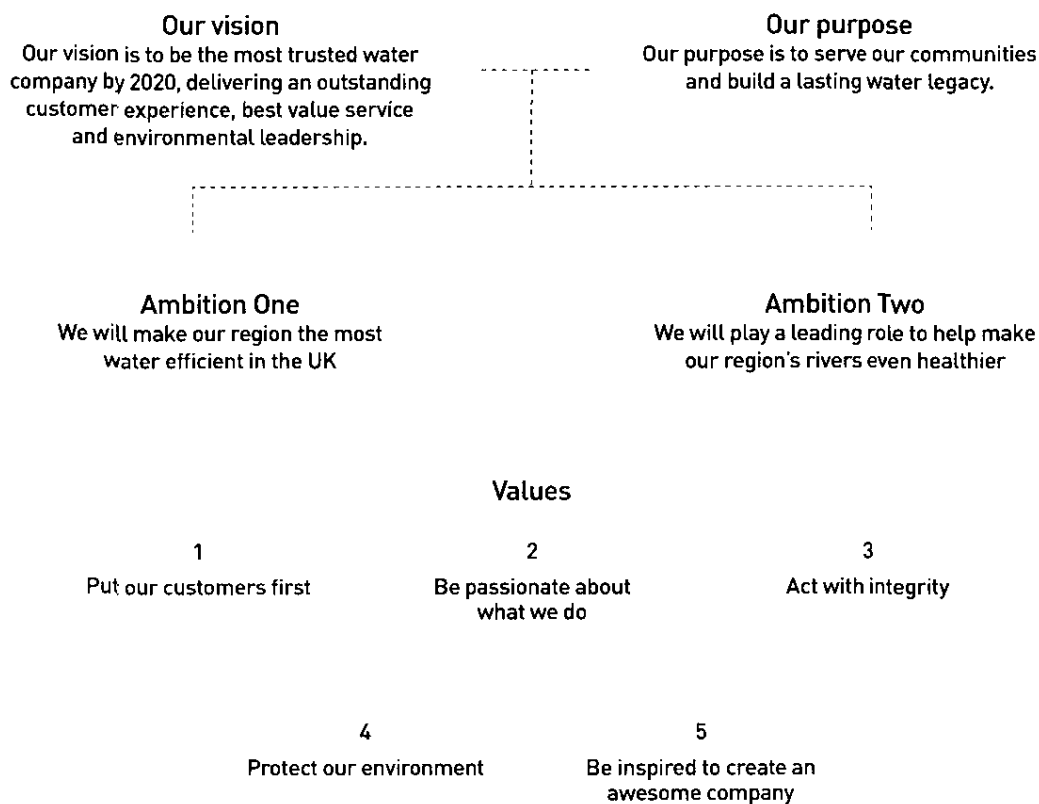 Our vision
Our vision is to be the most trusted water
company by 2020, delivering an outstanding
customer experience, best value service
and environmental leadership.
Our purpose
Our purpose is to serve our communities
and build a lasting water legacy.
Ambition One
We will make our region the most
water efficient in the UK
Ambition Two
We will play a leading role to help make
our region's rivers even healthier
Values
1
Put our customers first
2
Be passionate about
what we do
3
Act with integrity
4
Protect our environment
5
Be inspired to create an
awesome company